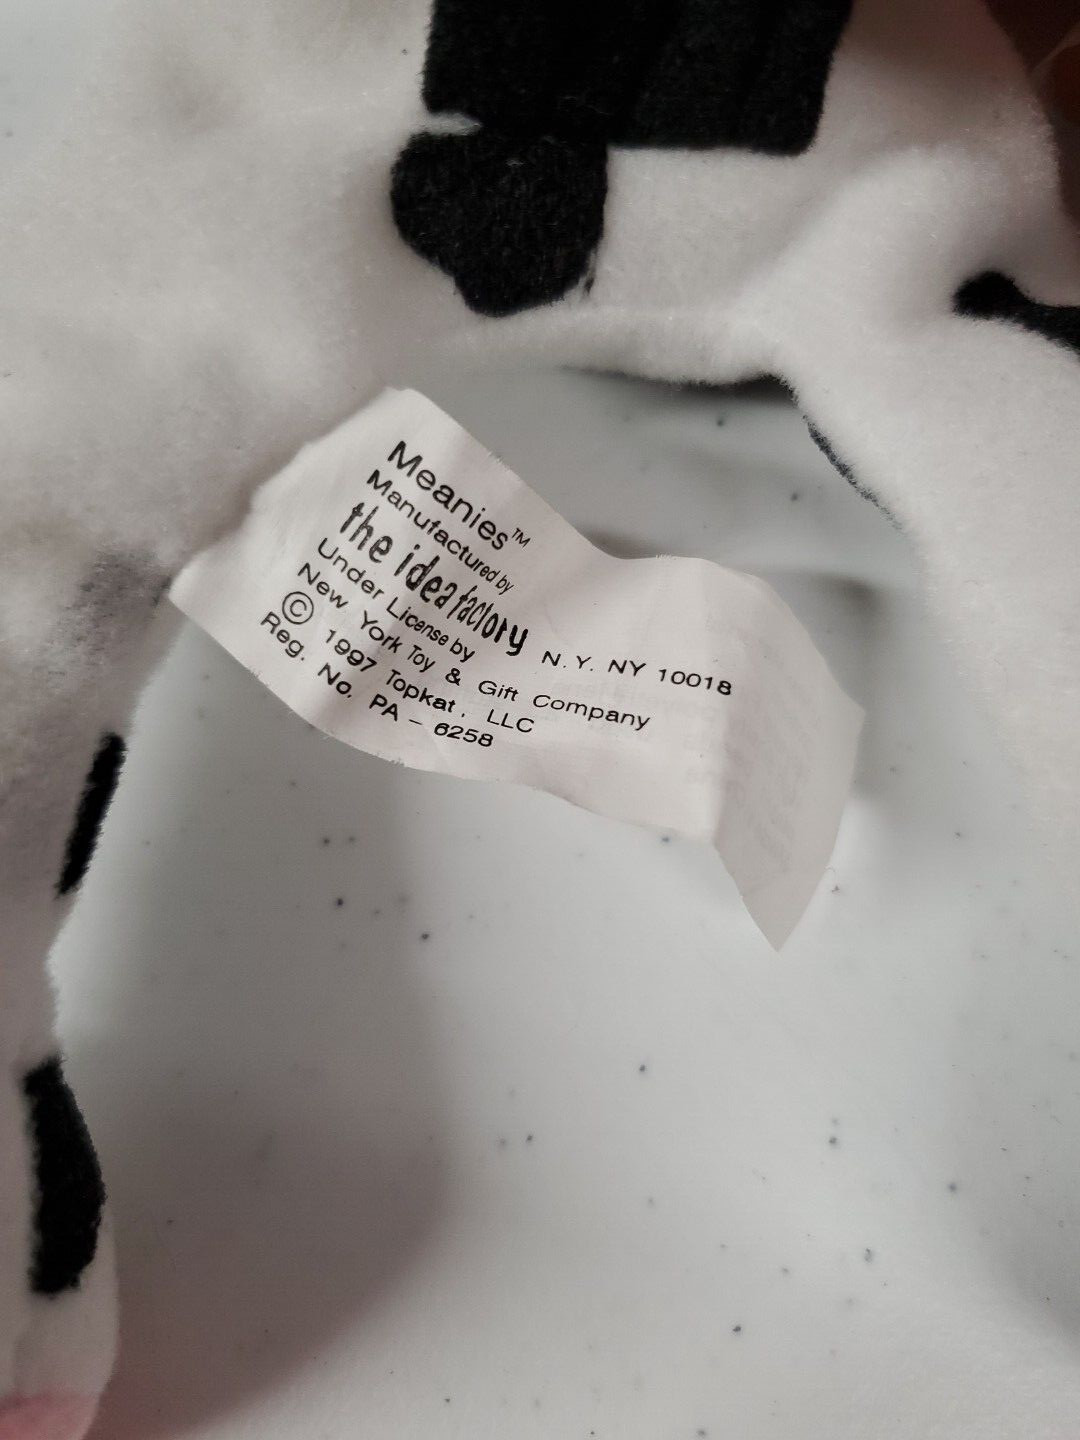 Meanies™
Manufactured by
the idea factory N.Y. NY 10018
Under License by
New York Toy & Gift Company
© 1997 Topkat, LLC
Reg. No. PA - 6258